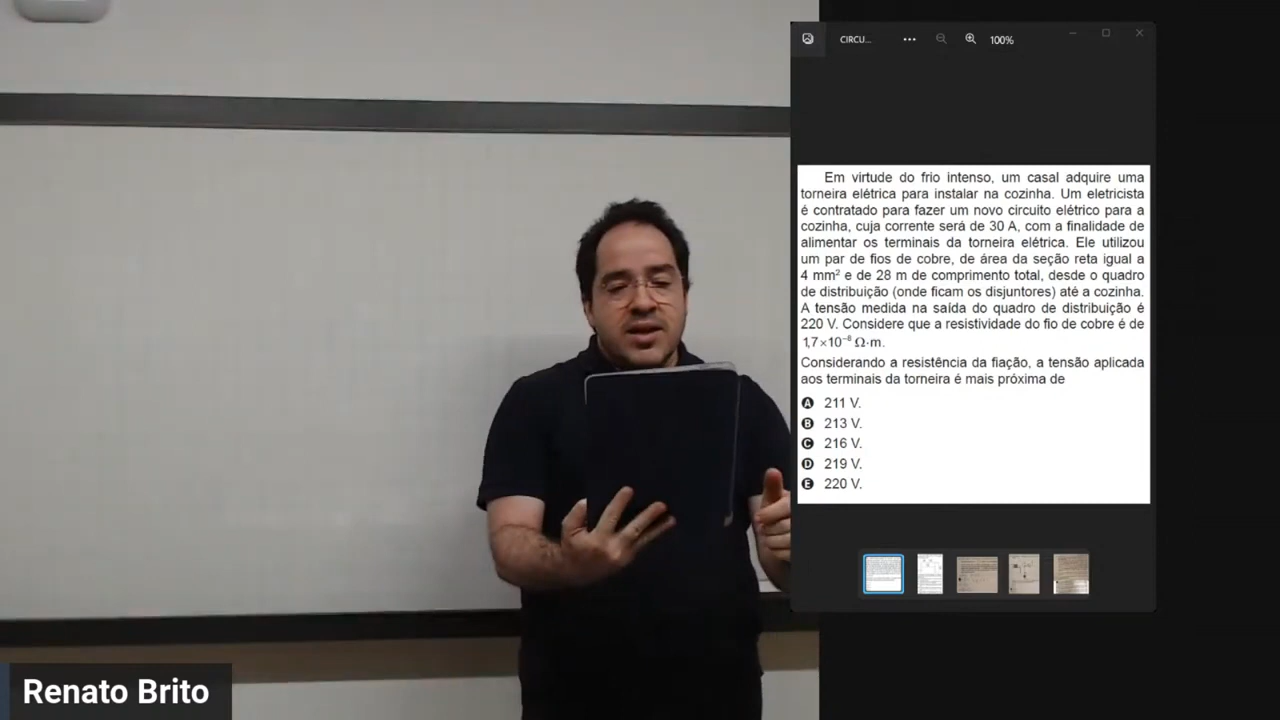 CIRCU... ••• 100%
Em virtude do frio intenso, um casal adquire uma
torneira elétrica para instalar na cozinha. Um eletricista
é contratado para fazer um novo circuito elétrico para a
cozinha, cuja corrente será de 30 A, com a finalidade de
alimentar os terminais da torneira elétrica. Ele utilizou
um par de fios de cobre, de área da seção reta igual a
4 mm² e de 28 m de comprimento total, desde o quadro
de distribuição (onde ficam os disjuntores) até a cozinha.
A tensão medida na saída do quadro de distribuição é
220 V. Considere que a resistividade do fio de cobre é de
1,7×10⁻⁸ Ω·m.
Considerando a resistência da fiação, a tensão aplicada
aos terminais da torneira é mais próxima de
A 211 V.
B 213 V.
C 216 V.
D 219 V.
E 220 V.
Renato Brito